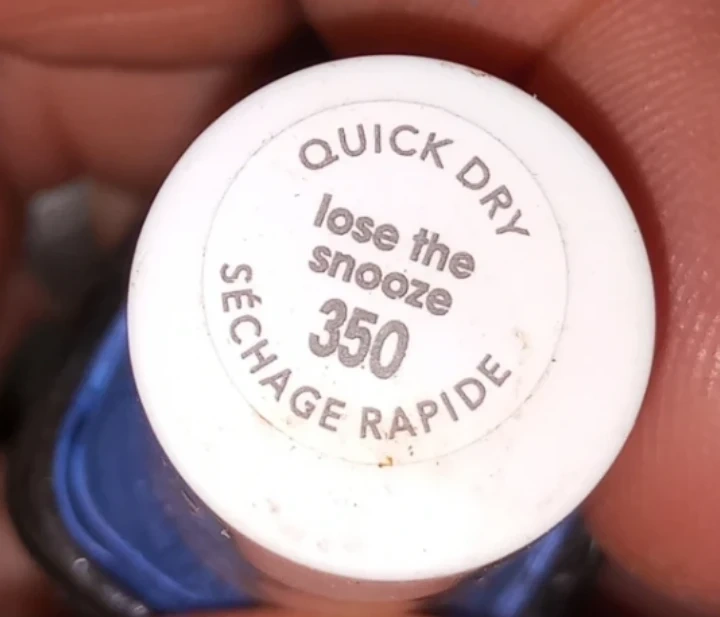 QUICK DRY
lose the
snooze
350
SÉCHAGE RAPIDE